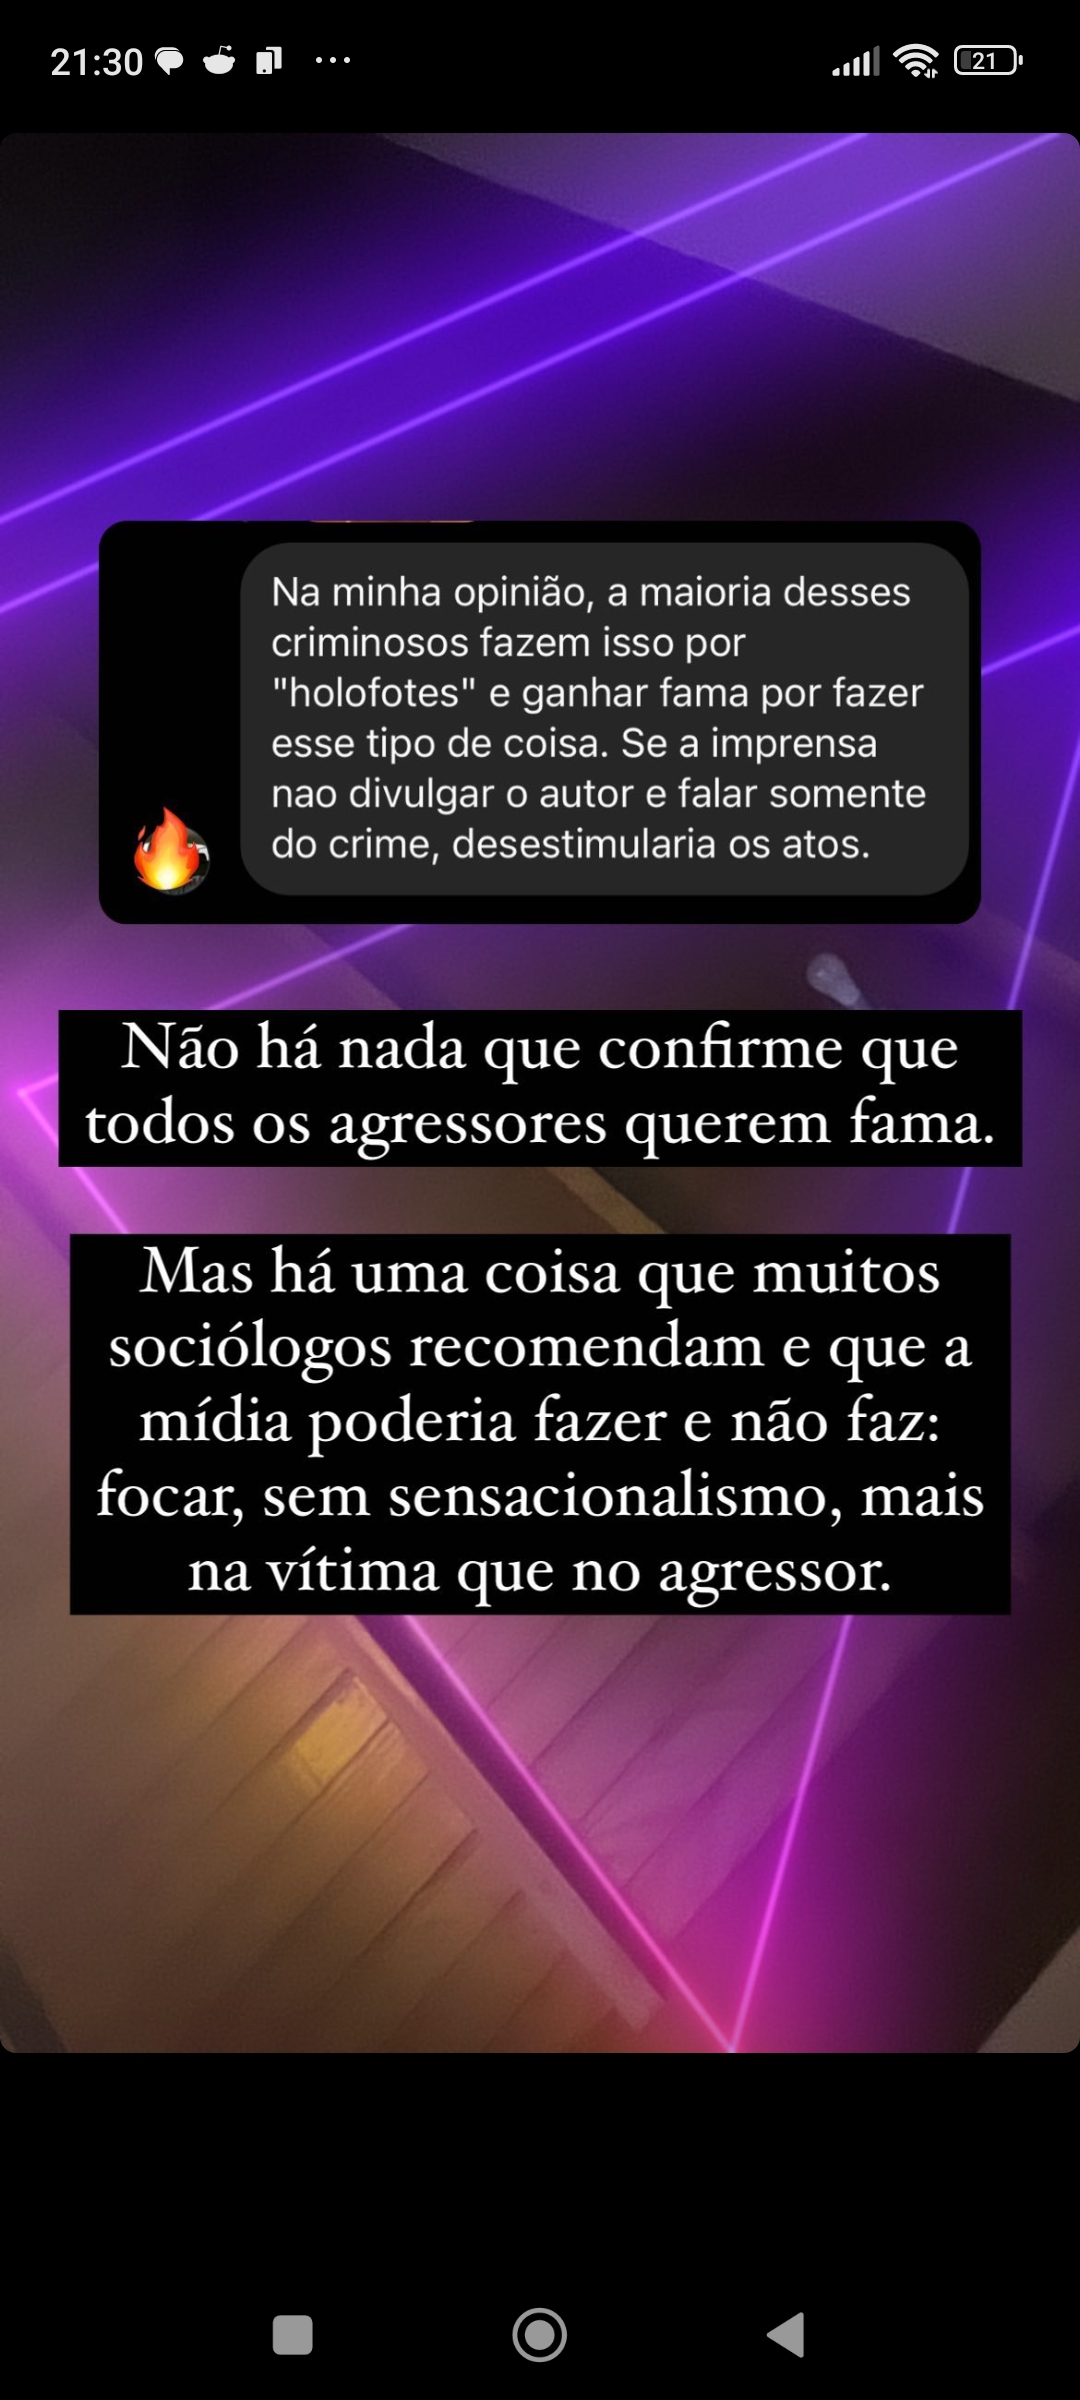 21:30
21
Na minha opinião, a maioria desses
criminosos fazem isso por
"holofotes" e ganhar fama por fazer
esse tipo de coisa. Se a imprensa
nao divulgar o autor e falar somente
do crime, desestimularia os atos.
Não há nada que confirme que
todos os agressores querem fama.
Mas há uma coisa que muitos
sociólogos recomendam e que a
mídia poderia fazer e não faz:
focar, sem sensacionalismo, mais
na vítima que no agressor.